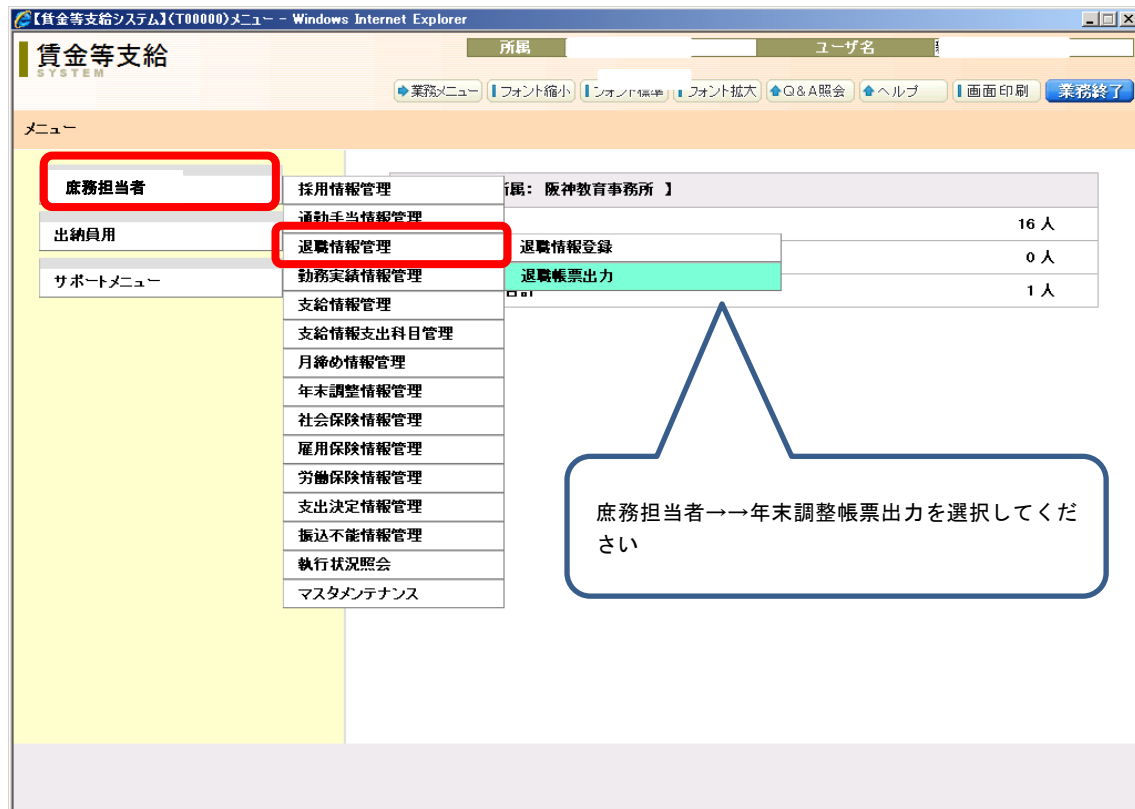 【賃金等支給システム】(T00000)メニュー - Windows Internet Explorer
賃金等支給
SYSTEM
所属
ユーザ名
業務メニュー
フォント縮小
フォント標準
フォント拡大
Q&A照会
ヘルプ
画面印刷
業務終了
メニュー
庶務担当者
出納員用
サポートメニュー
採用情報管理
通勤手当情報管理
退職情報管理
勤務実績情報管理
支給情報管理
支給情報支出科目管理
月締め情報管理
年末調整情報管理
社会保険情報管理
雇用保険情報管理
労働保険情報管理
支出決定情報管理
振込不能情報管理
執行状況照会
マスタメンテナンス
退職情報登録
退職帳票出力
属: 阪神教育事務所 】
16 人
0 人
1 人
庶務担当者→→年末調整帳票出力を選択してくだ
さい